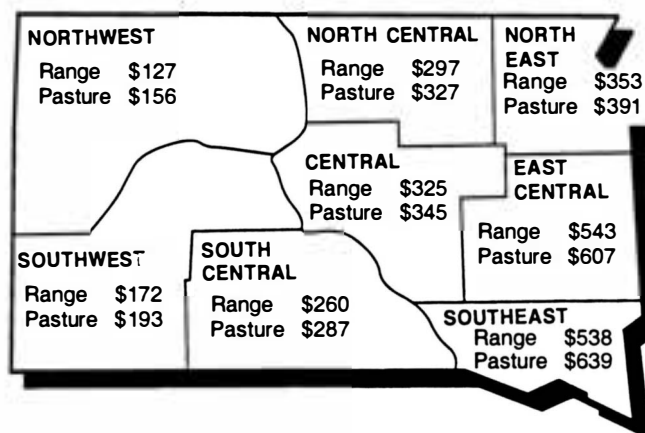 NORTHWEST
Range $127
Pasture $156
NORTH CENTRAL
Range $297
Pasture $327
NORTH
EAST
Range $353
Pasture $391
CENTRAL
Range $325
Pasture $345
EAST
CENTRAL
Range $543
Pasture $607
SOUTHWEST
Range $172
Pasture $193
SOUTH
CENTRAL
Range $260
Pasture $287
SOUTHEAST
Range $538
Pasture $639